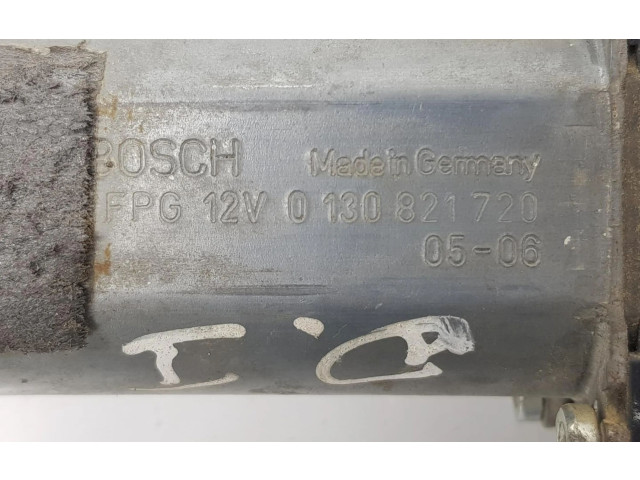 BOSCH Made in Germany
FPG 12V 0 130 821 720
05-06